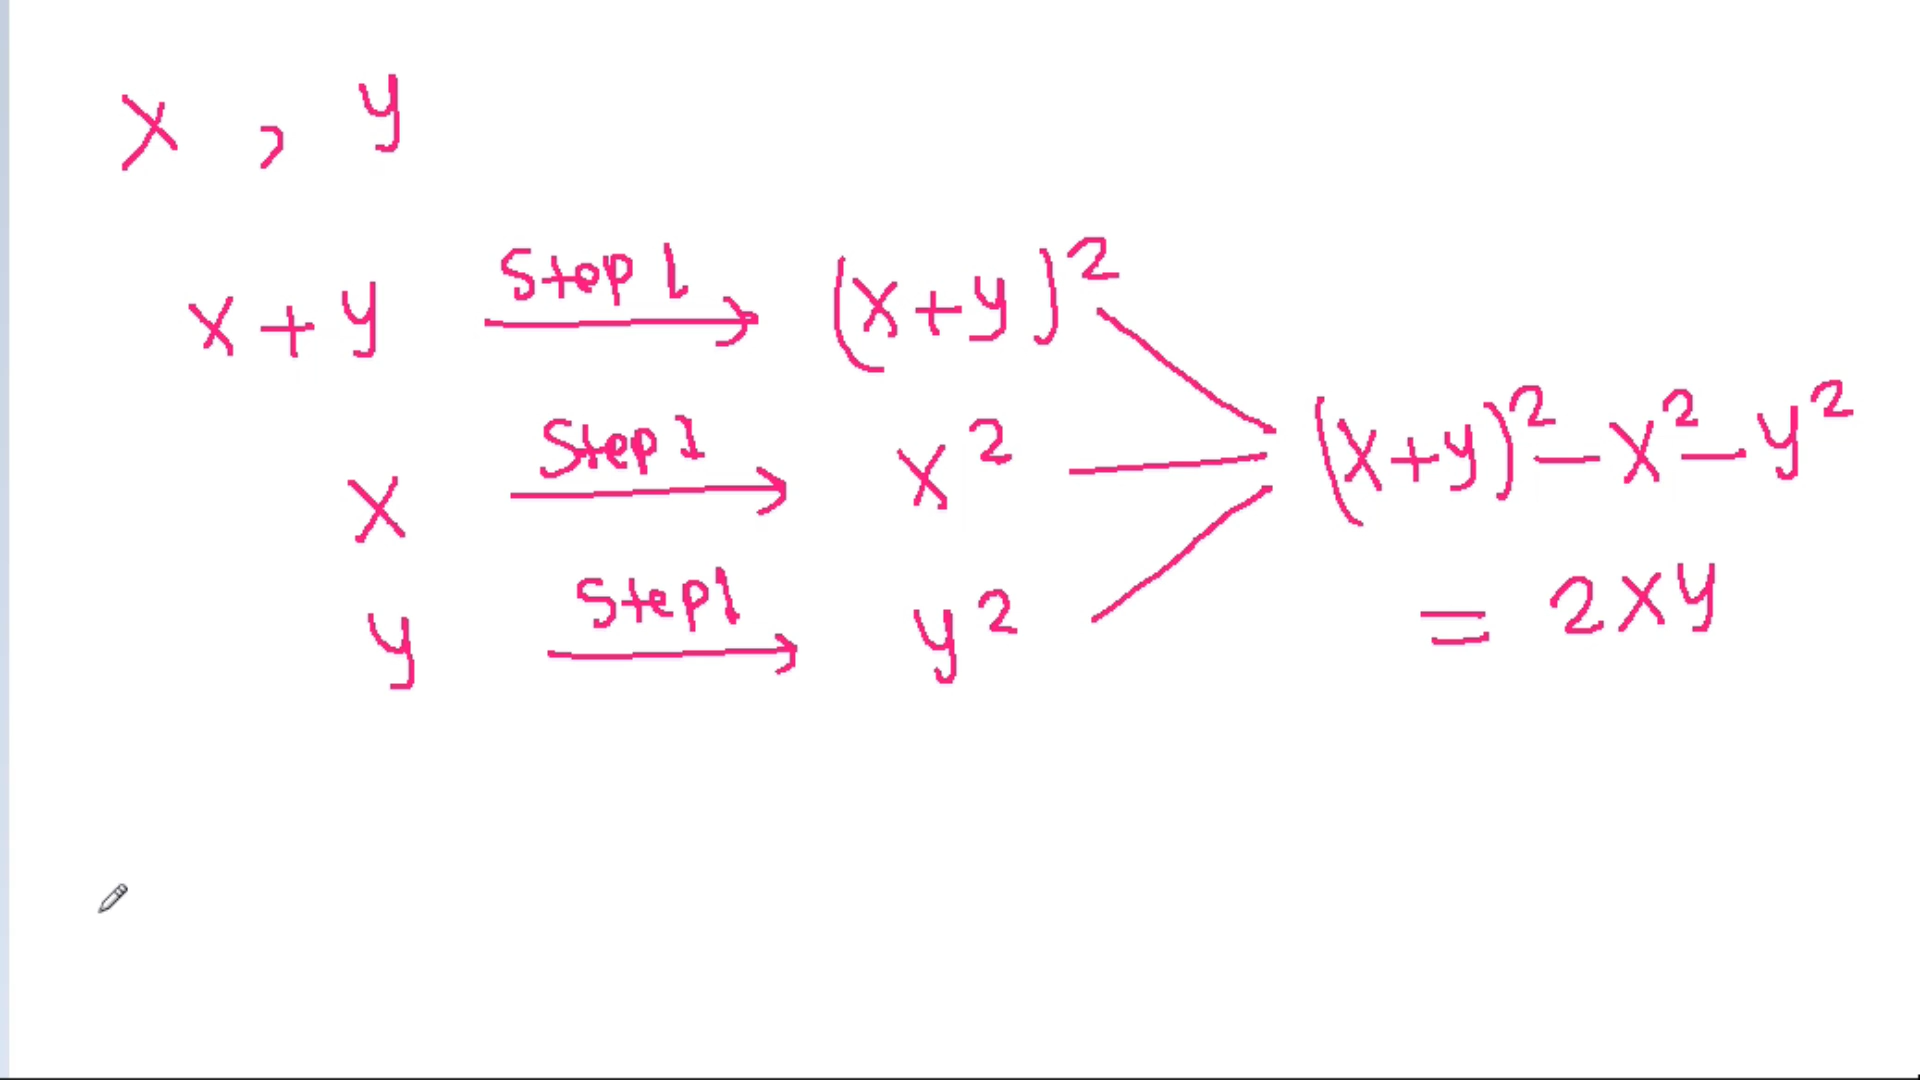 x , y
x + y Step 1 (x+y)²
x Step 1 x² (x+y)² − x² − y²
y Step 1 y² = 2xy